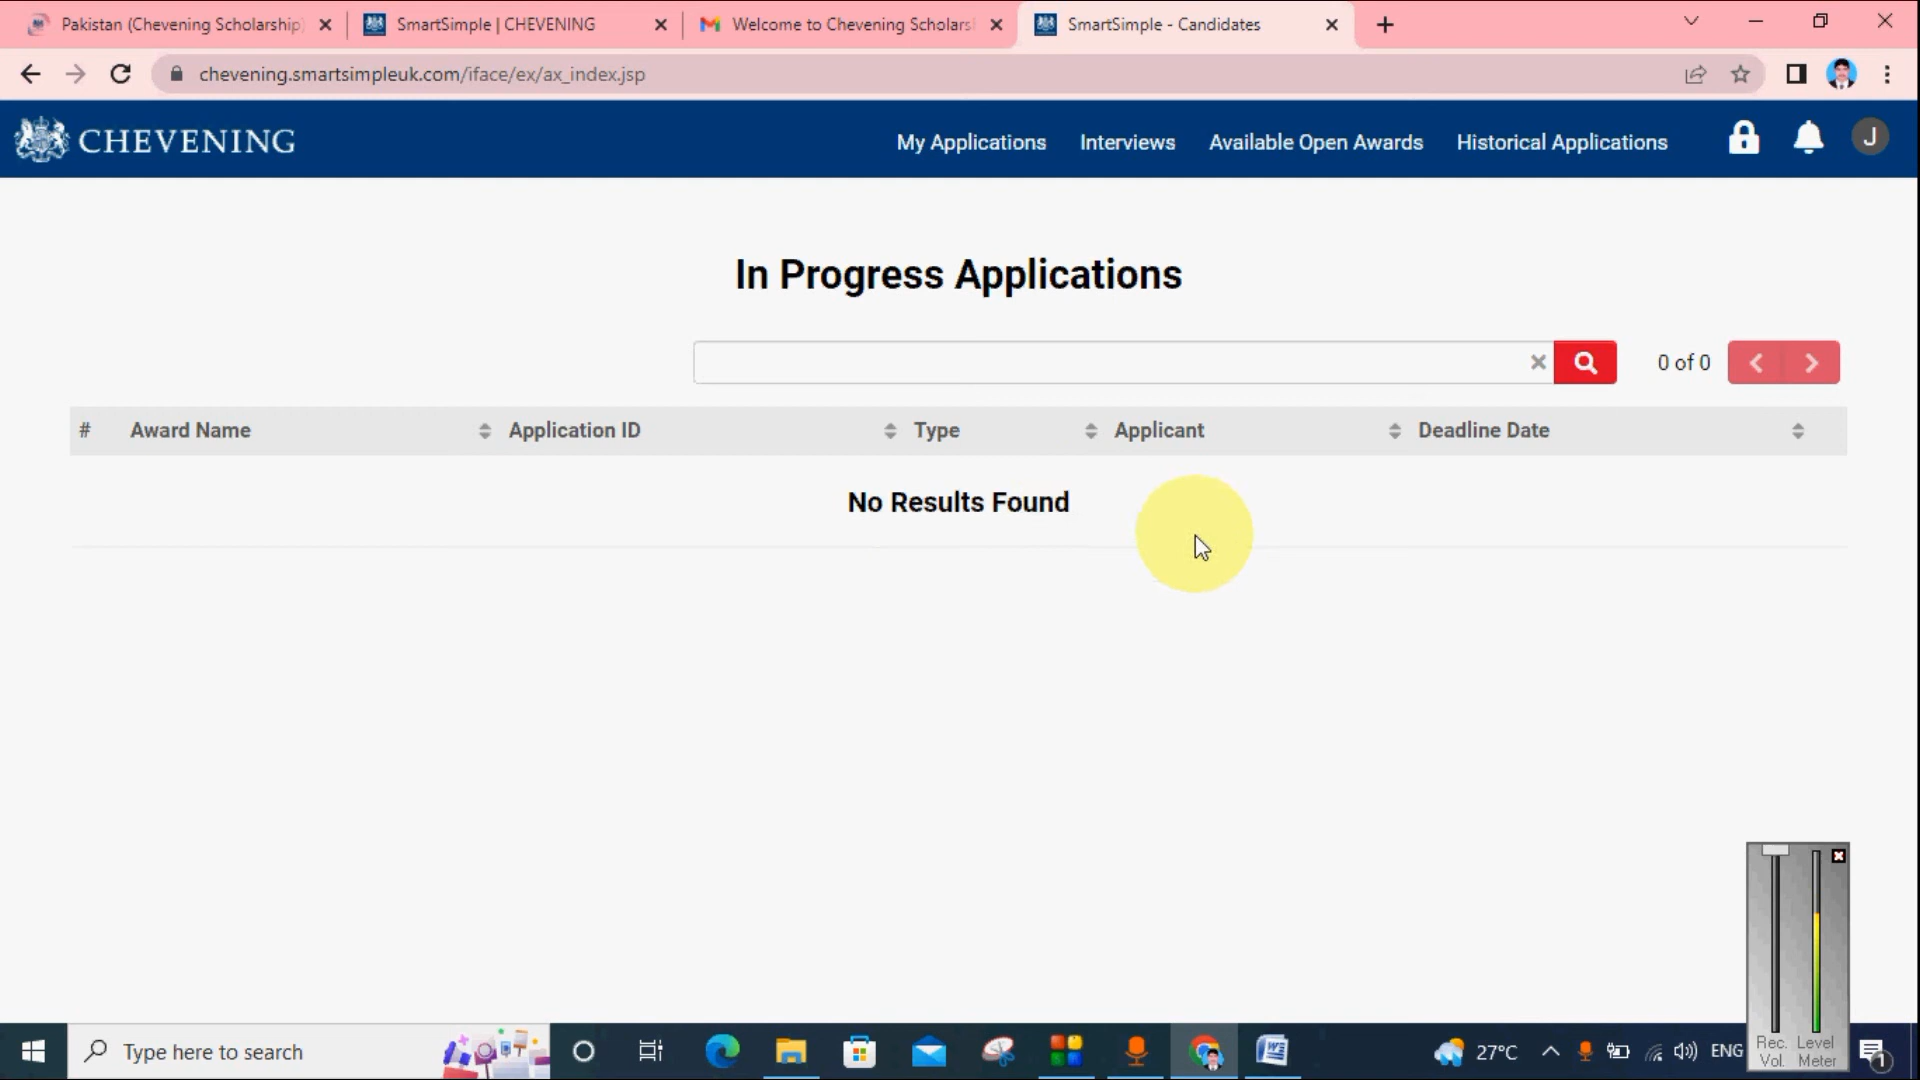 Pakistan (Chevening Scholarship)
SmartSimple | CHEVENING
Welcome to Chevening Scholars
SmartSimple - Candidates
chevening.smartsimpleuk.com/iface/ex/ax_index.jsp
CHEVENING
My Applications
Interviews
Available Open Awards
Historical Applications
J
In Progress Applications
0 of 0
# Award Name Application ID Type Applicant Deadline Date
No Results Found
Rec. Level
Vol. Meter
Type here to search
27°C
ENG
1